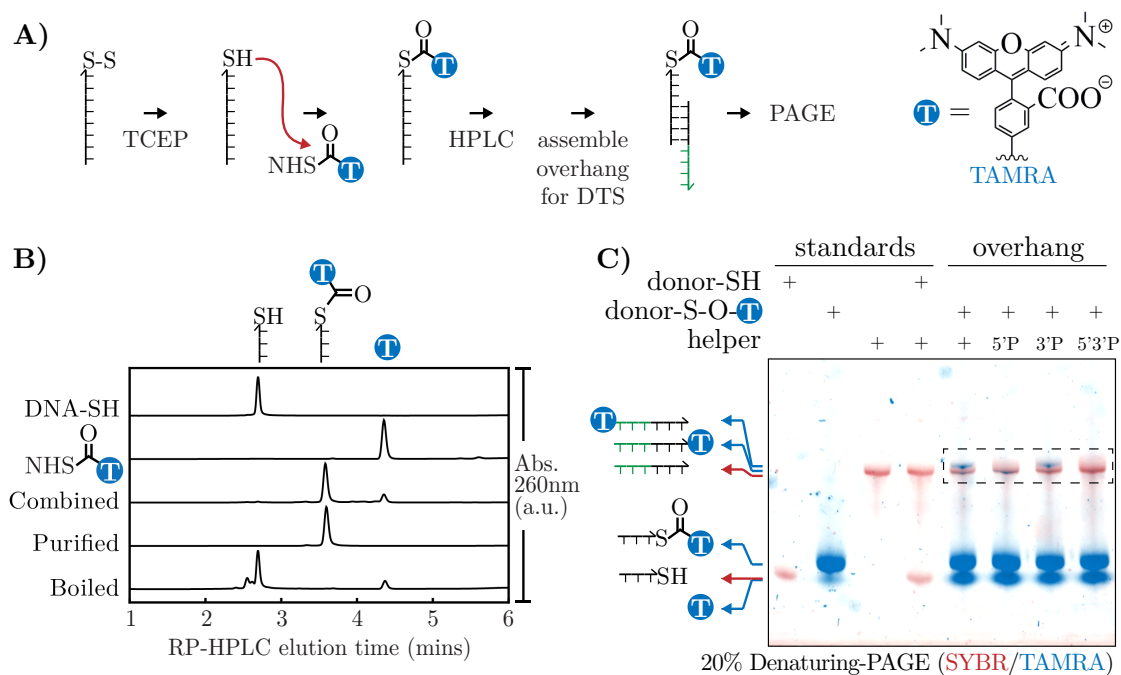 A)
S-S
TCEP
SH
O
NHS
T
S
O
T
HPLC
assemble
overhang
for DTS
S
O
T
PAGE
T =
N
O
N
⊕
COO
⊖
TAMRA
B)
T
O
SH
S
T
DNA-SH
O
NHS
T
Combined
Purified
Boiled
Abs.
260nm
(a.u.)
1 2 3 4 5 6
RP-HPLC elution time (mins)
C)
standards overhang
donor-SH + +
donor-S-O-T + + + + +
helper + + + 5'P 3'P 5'3'P
T
T
O
S
T
SH
T
20% Denaturing-PAGE (SYBR/TAMRA)